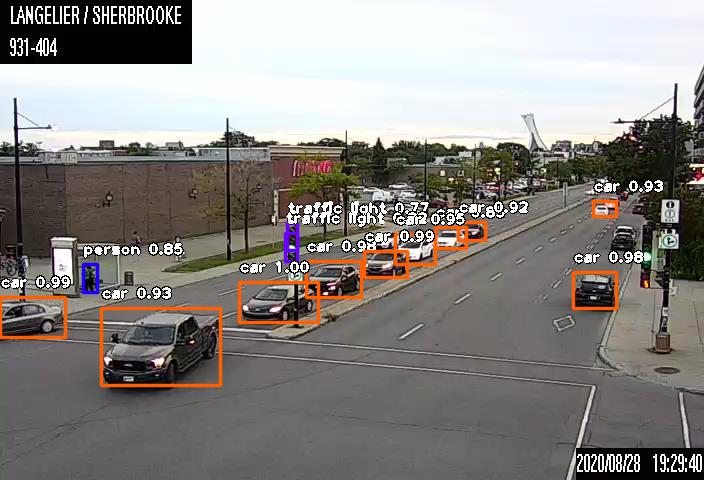 LANGELIER / SHERBROOKE
931-404
car 0.93
traffic light 0.77
traffic light
0.95
car 0.92
person 0.85
car 0.98
car 0.99
car 1.00
car 0.98
car 0.99
car 0.93
2020/08/28 19:29:40